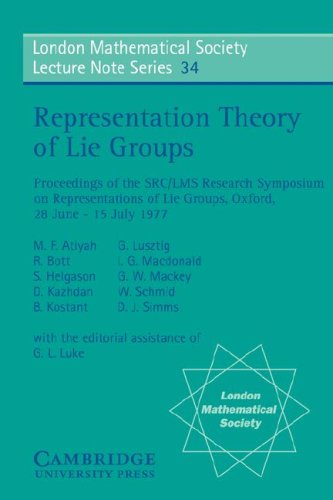 London Mathematical Society
Lecture Note Series 34
Representation Theory
of Lie Groups
Proceedings of the SRC/LMS Research Symposium
on Representations of Lie Groups, Oxford,
28 June - 15 July 1977
M. F. Atiyah
R. Bott
S. Helgason
D. Kazhdan
B. Kostant
G. Lusztig
I. G. Macdonald
G. W. Mackey
W. Schmid
D. J. Simms
with the editorial assistance of
G. L. Luke
London
Mathematical
Society
CAMBRIDGE
UNIVERSITY PRESS